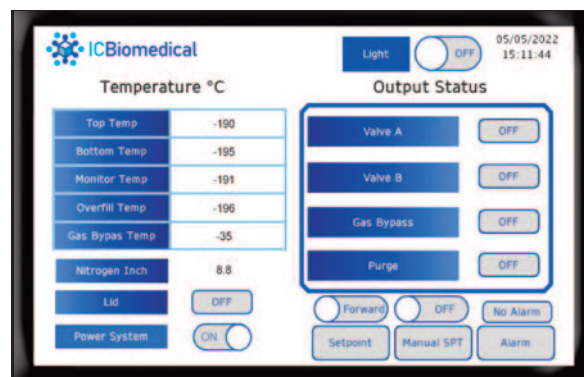 ICBiomedical
Light
OFF
05/05/2022
15:11:44
Temperature °C
Output Status
Top Temp
-190
Bottom Temp
-195
Monitor Temp
-191
Overfill Temp
-196
Gas Bypas Temp
-35
Nitrogen Inch
8.8
Lid
OFF
Power System
ON
Valve A
OFF
Valve B
OFF
Gas Bypass
OFF
Purge
OFF
Forward
OFF
No Alarm
Setpoint
Manual SPT
Alarm